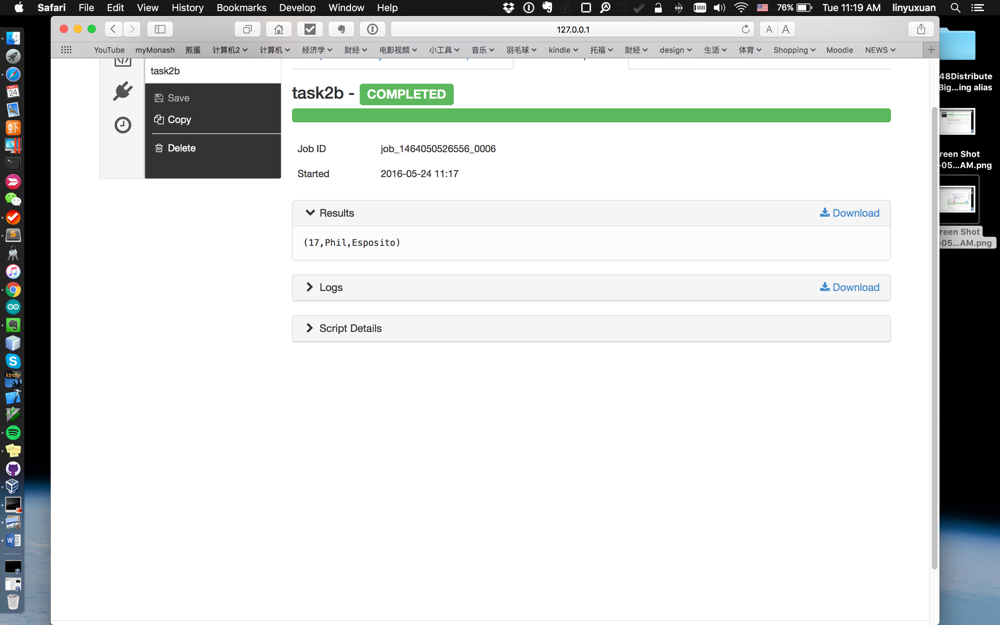 Safari File Edit View History Bookmarks Develop Window Help 76% Tue 11:19 AM linyuxuan
127.0.0.1 A A
YouTube myMonash 煎蛋 计算机2 计算机 经济学 财经 电影视频 小工具 音乐 羽毛球 kindle 托福 财经 design 生活 体育 Shopping Moodle NEWS
task2b
Save
Copy
Delete
task2b - COMPLETED
Job ID job_1464050526556_0006
Started 2016-05-24 11:17
Results Download
(17,Phil,Esposito)
Logs Download
Script Details
48Distribute
Big...ing alias
reen Shot
-05...AM.png
reen Shot
-05...AM.png
MAY
24
虾
S
S
kindle
W